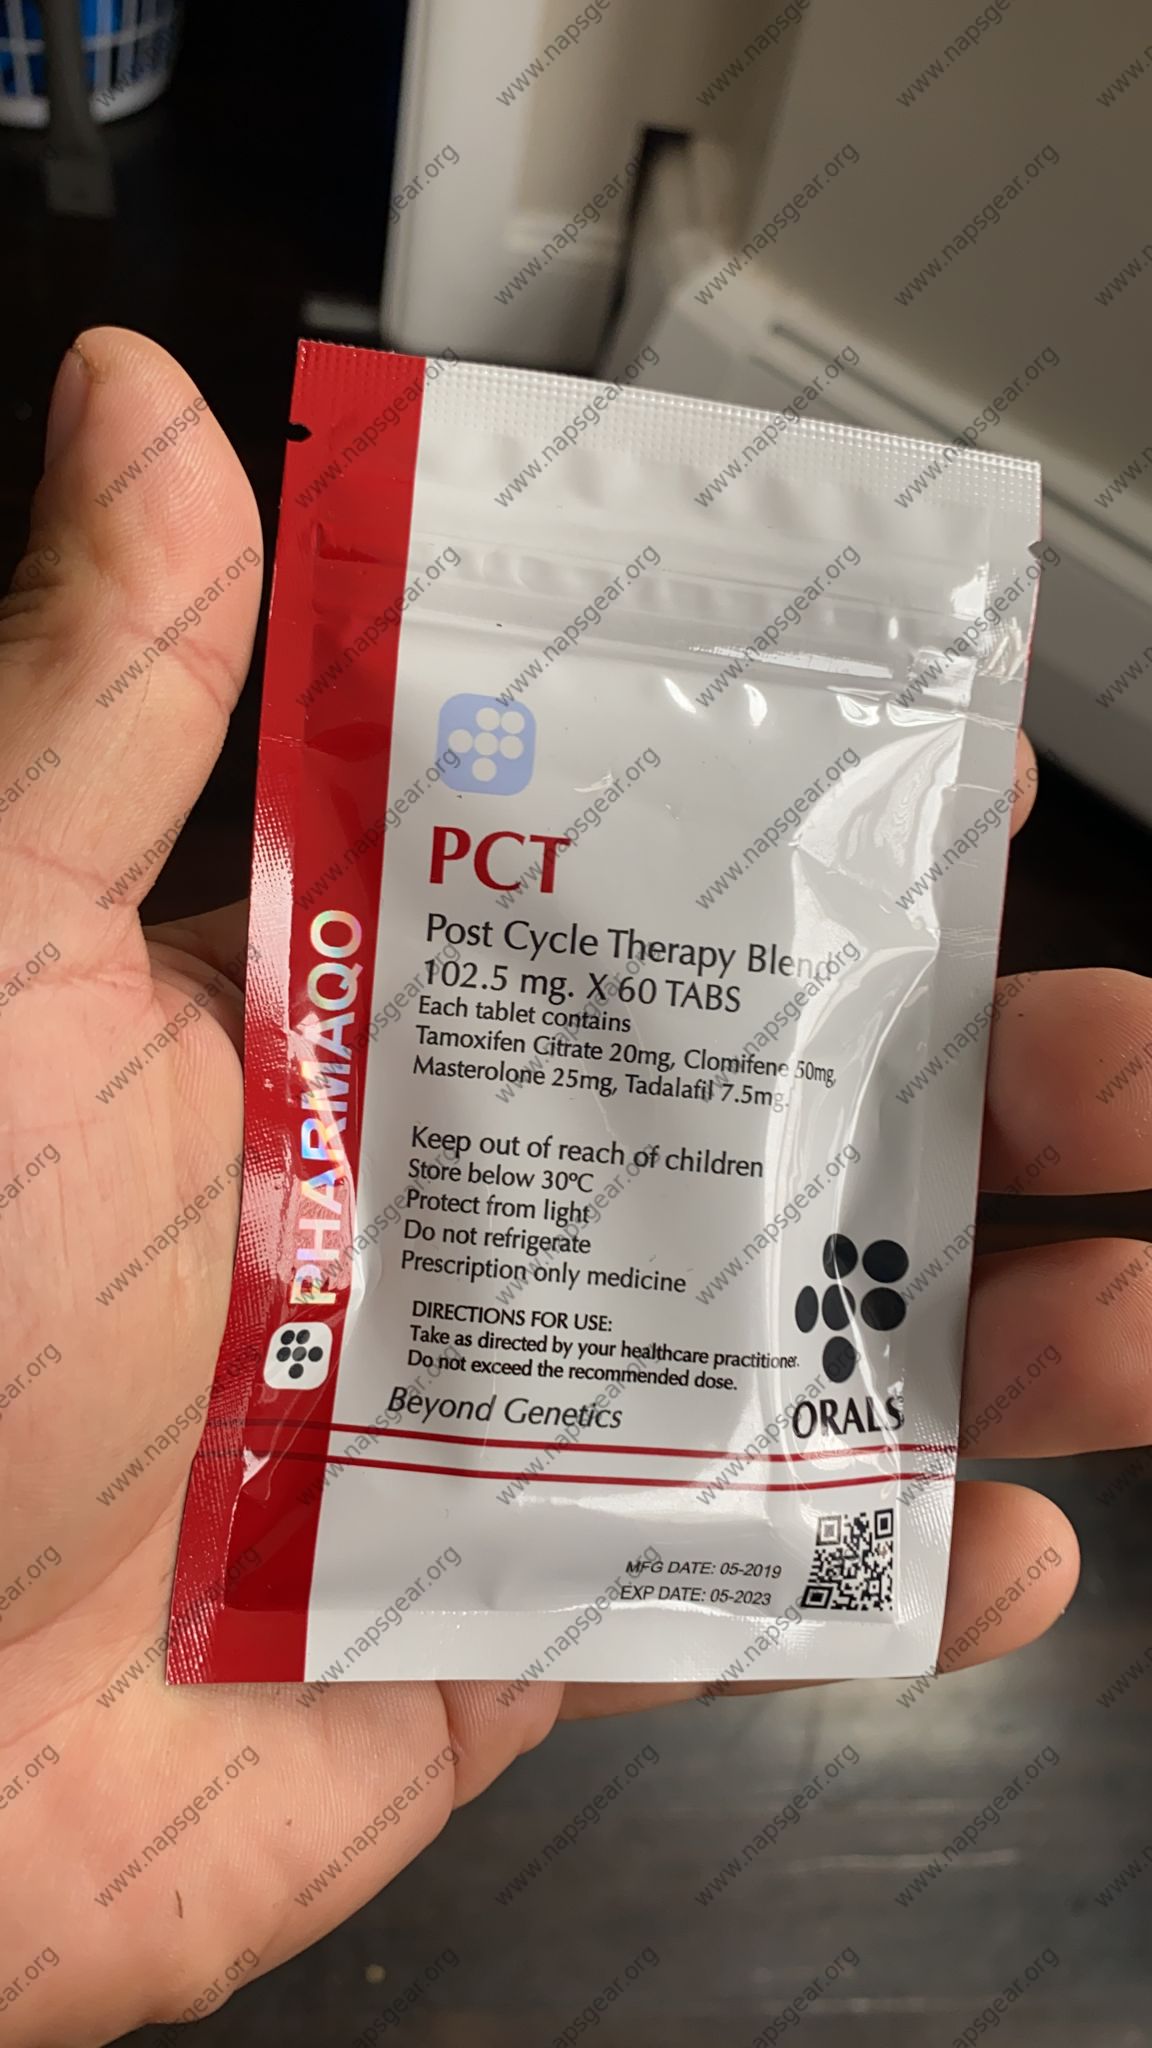 PHARMAQO
PCT
Post Cycle Therapy Blend
102.5 mg. X 60 TABS
Each tablet contains
Tamoxifen Citrate 20mg, Clomifene 50mg,
Masterolone 25mg, Tadalafil 7.5mg.
Keep out of reach of children
Store below 30ºC
Protect from light
Do not refrigerate
Prescription only medicine
DIRECTIONS FOR USE:
Take as directed by your healthcare practitioner.
Do not exceed the recommended dose.
Beyond Genetics
ORALS
MFG DATE: 05-2019
EXP DATE: 05-2023
www.napsgear.org